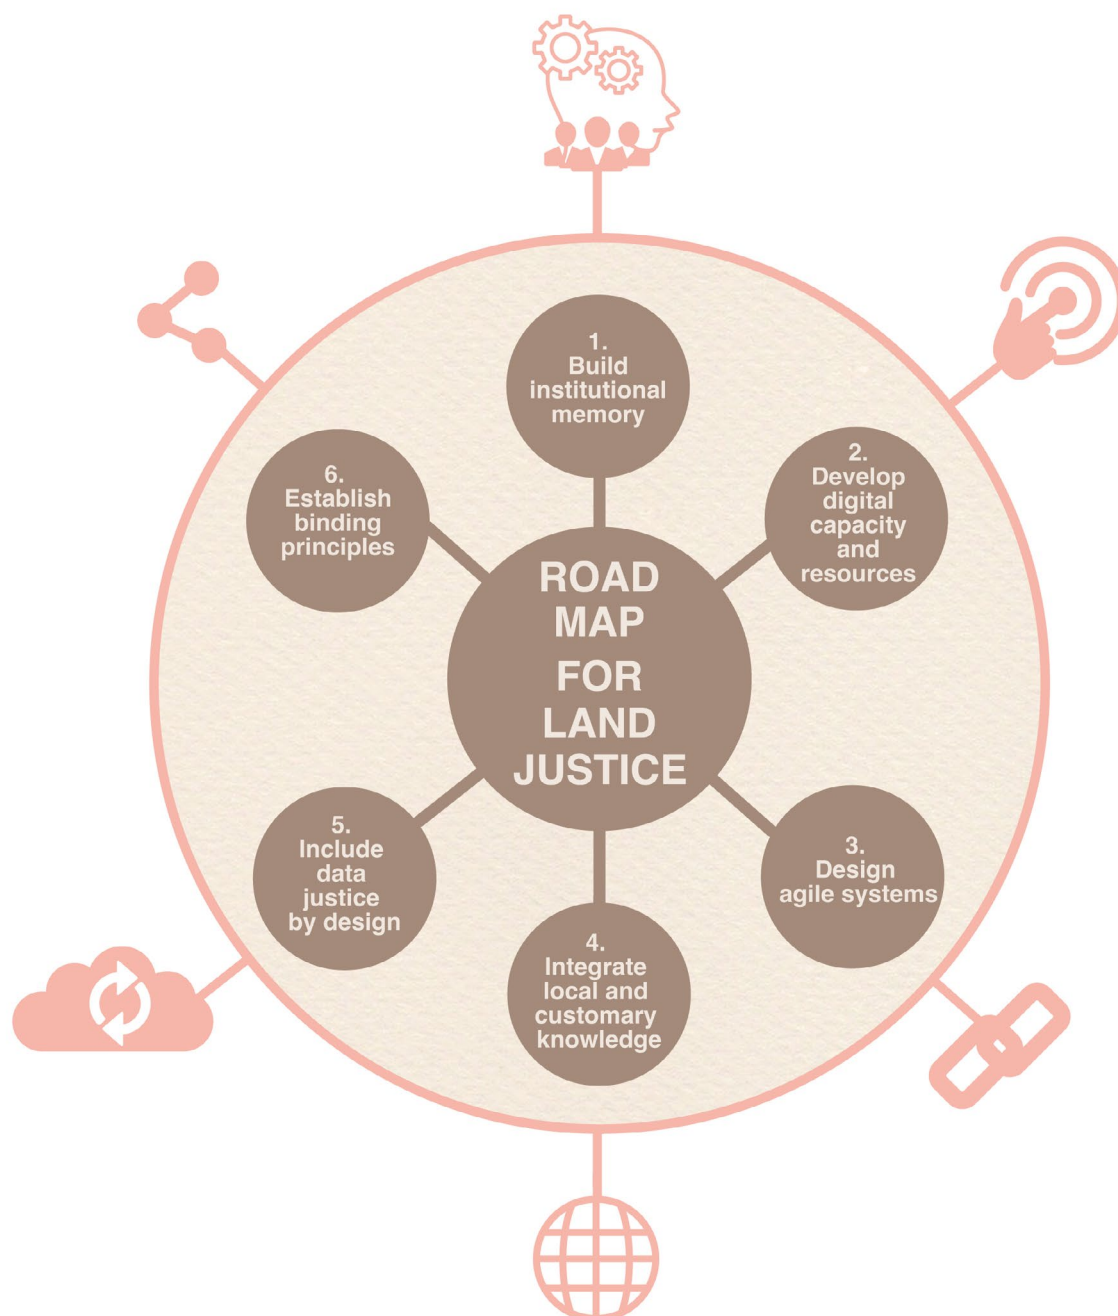 ROAD
MAP
FOR
LAND
JUSTICE
1.
Build
institutional
memory
2.
Develop
digital
capacity
and
resources
3.
Design
agile systems
4.
Integrate
local and
customary
knowledge
5.
Include
data
justice
by design
6.
Establish
binding
principles